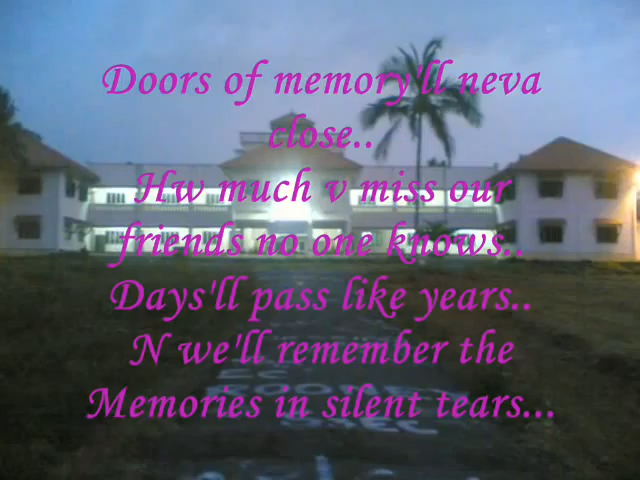 Doors of memory'll neva
close..
Hw much v miss our
friends no one knows..
Days'll pass like years..
N we'll remember the
Memories in silent tears...